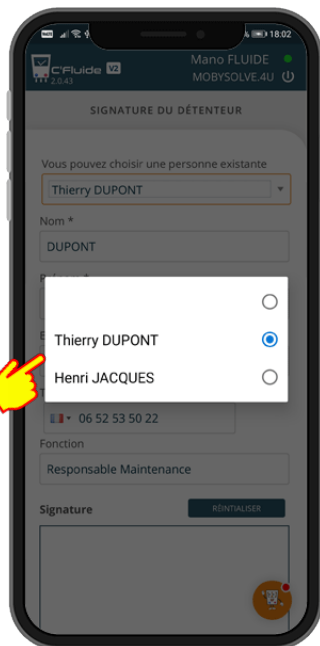 18:02
C'Fluide V2
2.0.43
Mano FLUIDE
MOBYSOLVE.4U
SIGNATURE DU DÉTENTEUR
Vous pouvez choisir une personne existante
Thierry DUPONT
Nom *
DUPONT
Thierry DUPONT
Henri JACQUES
06 52 53 50 22
Fonction
Responsable Maintenance
Signature
RÉINTIALISER